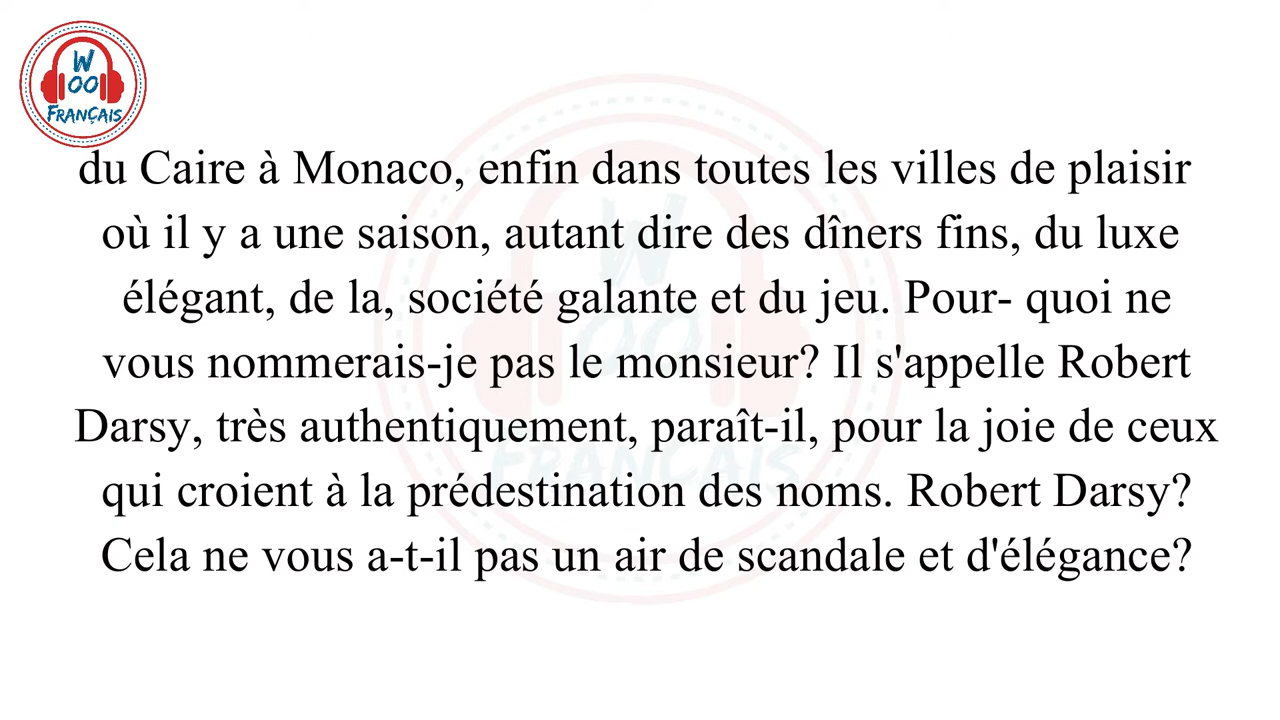 W
OO
FRANÇAIS
du Caire à Monaco, enfin dans toutes les villes de plaisir
où il y a une saison, autant dire des dîners fins, du luxe
élégant, de la, société galante et du jeu. Pour- quoi ne
vous nommerais-je pas le monsieur? Il s'appelle Robert
Darsy, très authentiquement, paraît-il, pour la joie de ceux
qui croient à la prédestination des noms. Robert Darsy?
Cela ne vous a-t-il pas un air de scandale et d'élégance?